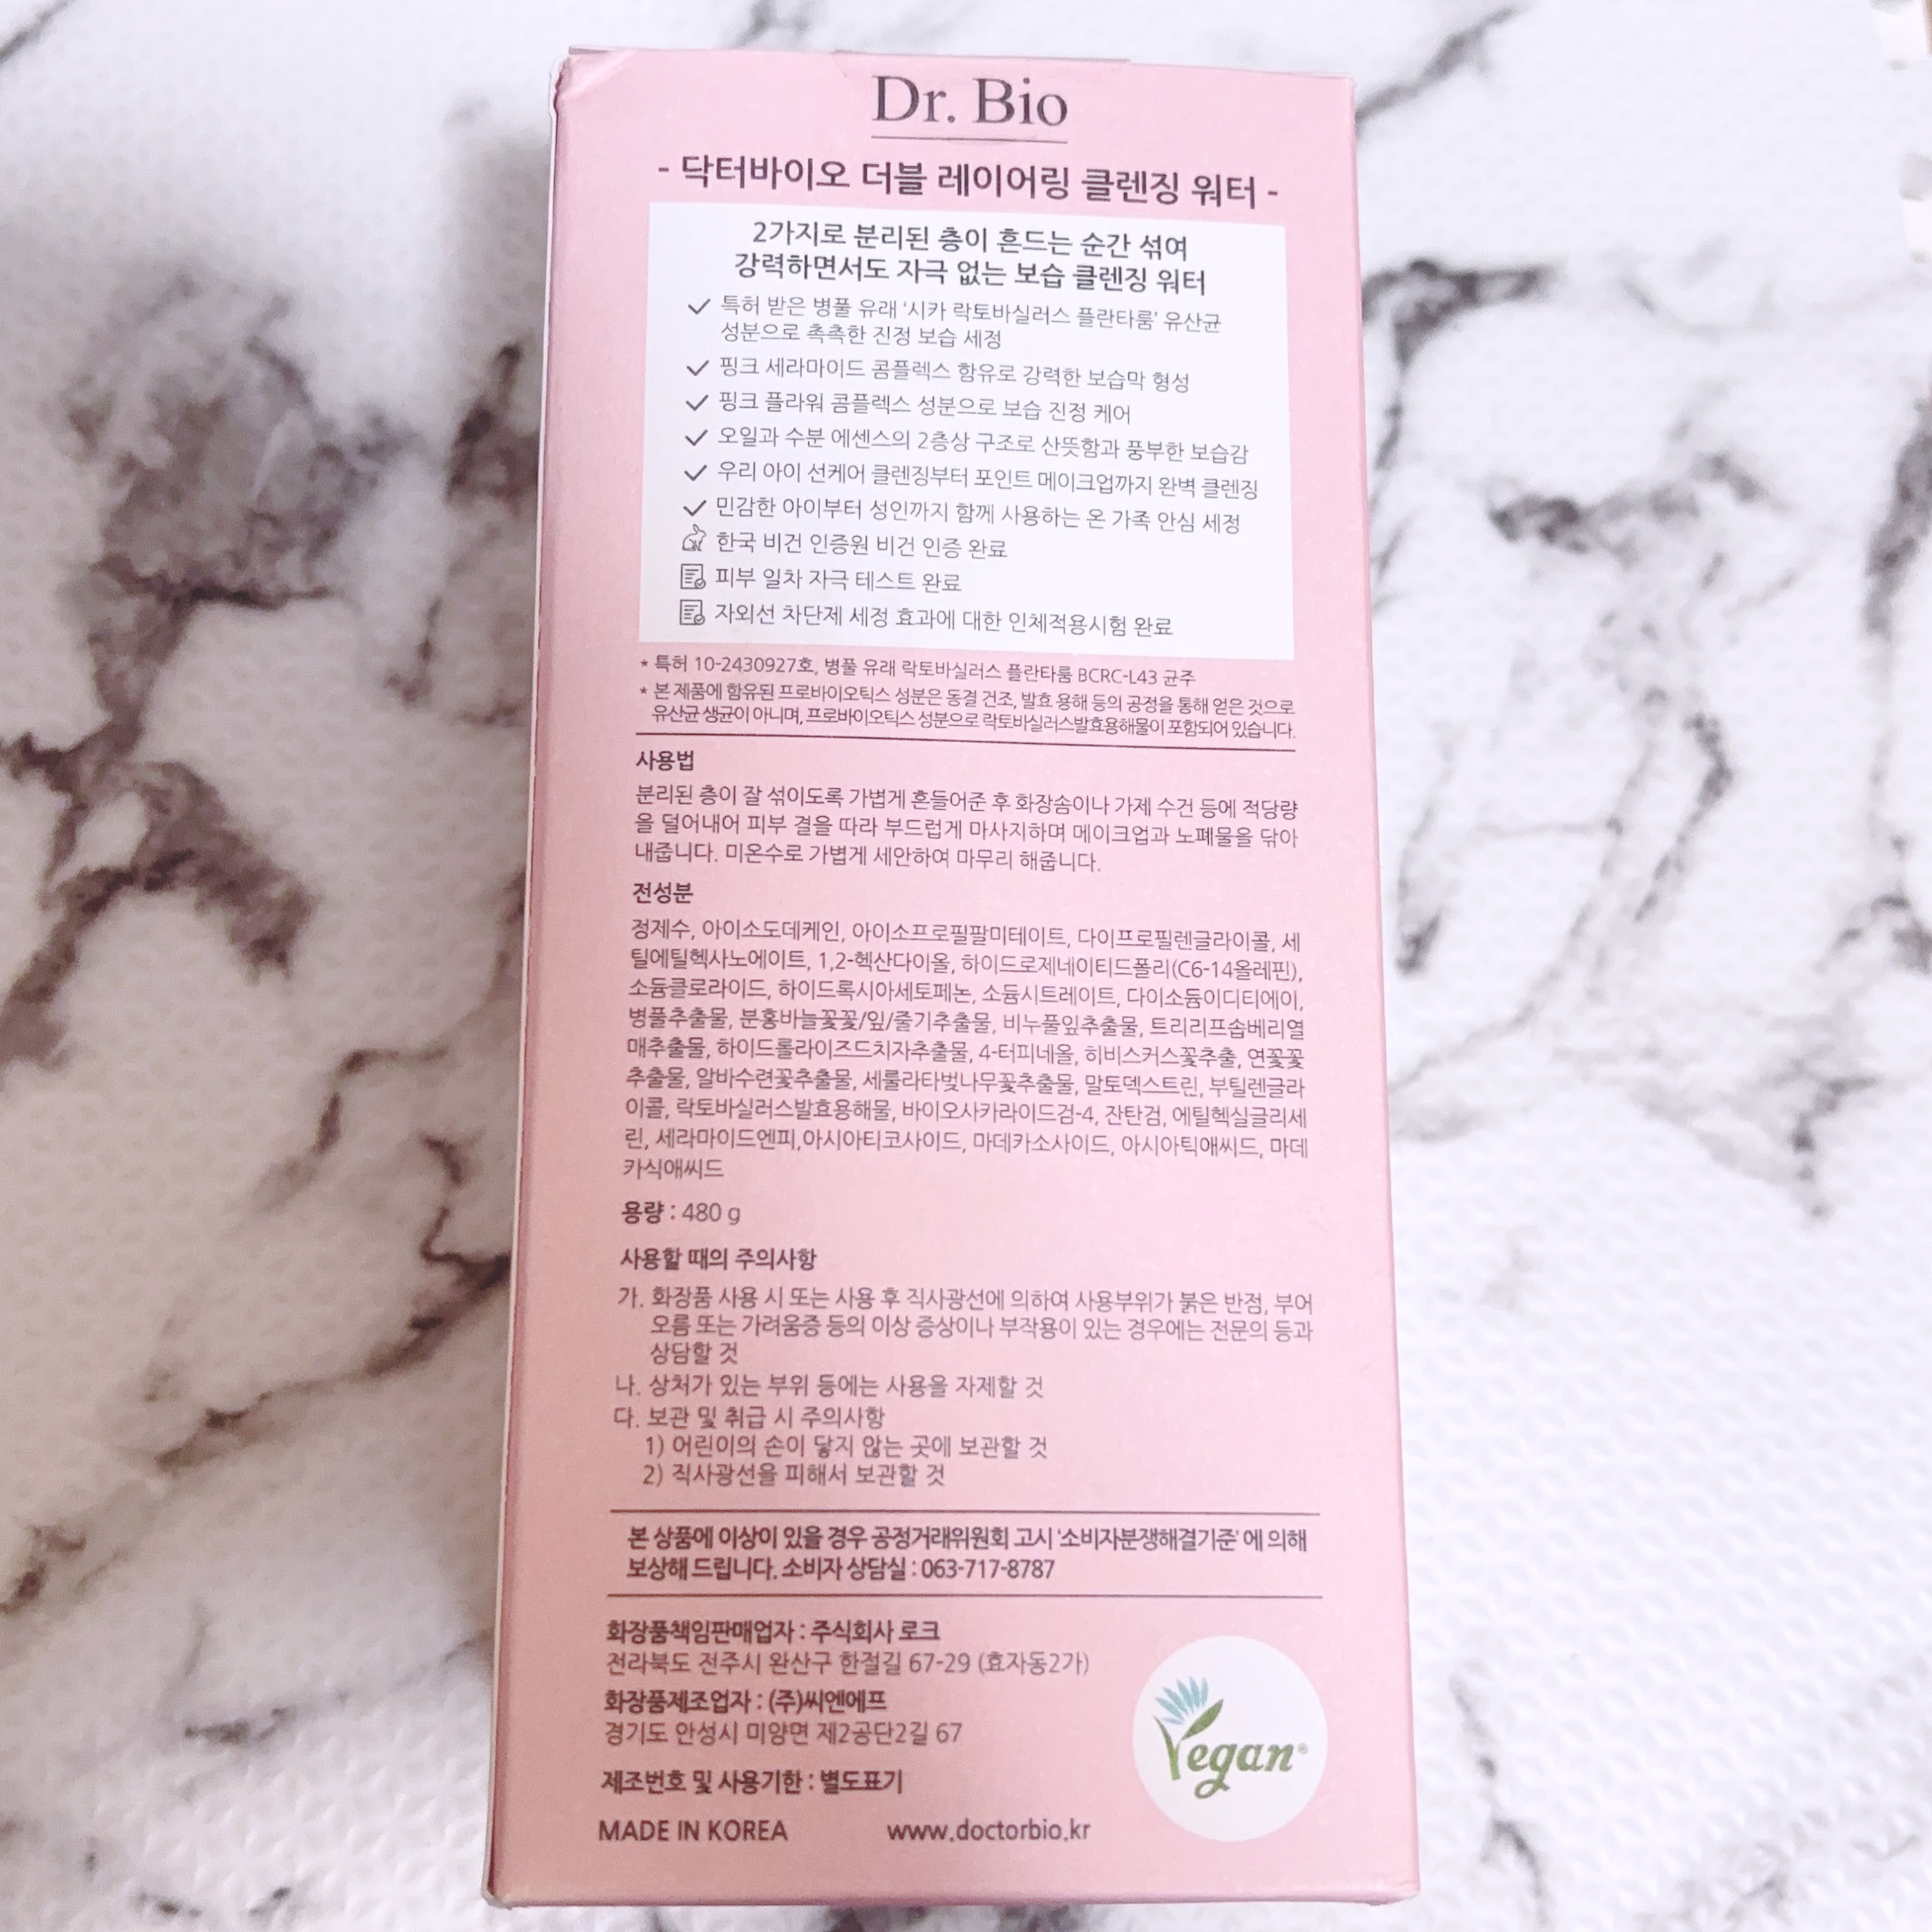 Dr. Bio
- 닥터바이오 더블 레이어링 클렌징 워터 -
2가지로 분리된 층이 흔드는 순간 섞여
강력하면서도 자극 없는 보습 클렌징 워터
특허 받은 병풀 유래 '시카 락토바실러스 플란타룸' 유산균
성분으로 촉촉한 진정 보습 세정
핑크 세라마이드 콤플렉스 함유로 강력한 보습막 형성
핑크 플라워 콤플렉스 성분으로 보습 진정 케어
오일과 수분 에센스의 2층상 구조로 산뜻함과 풍부한 보습감
우리 아이 선케어 클렌징부터 포인트 메이크업까지 완벽 클렌징
민감한 아이부터 성인까지 함께 사용하는 온 가족 안심 세정
한국 비건 인증원 비건 인증 완료
피부 일차 자극 테스트 완료
자외선 차단제 세정 효과에 대한 인체적용시험 완료
* 특허 10-2430927호, 병풀 유래 락토바실러스 플란타룸 BCRC-L43 균주
* 본 제품에 함유된 프로바이오틱스 성분은 동결 건조, 발효 용해 등의 공정을 통해 얻은 것으로
유산균 생균이 아니며, 프로바이오틱스 성분으로 락토바실러스발효용해물이 포함되어 있습니다.
사용법
분리된 층이 잘 섞이도록 가볍게 흔들어준 후 화장솜이나 가제 수건 등에 적당량
을 덜어내어 피부 결을 따라 부드럽게 마사지하며 메이크업과 노폐물을 닦아
내줍니다. 미온수로 가볍게 세안하여 마무리 해줍니다.
전성분
정제수, 아이소도데케인, 아이소프로필팔미테이트, 다이프로필렌글라이콜, 세
틸에틸헥사노에이트, 1,2-헥산다이올, 하이드로제네이티드폴리(C6-14올레핀),
소듐클로라이드, 하이드록시아세토페논, 소듐시트레이트, 다이소듐이디티에이,
병풀추출물, 분홍바늘꽃꽃/잎/줄기추출물, 비누풀잎추출물, 트리리프솝베리열
매추출물, 하이드롤라이즈드치자추출물, 4-터피네올, 히비스커스꽃추출, 연꽃꽃
추출물, 알바수련꽃추출물, 세룰라타벚나무꽃추출물, 말토덱스트린, 부틸렌글라
이콜, 락토바실러스발효용해물, 바이오사카라이드검-4, 잔탄검, 에틸헥실글리세
린, 세라마이드엔피,아시아티코사이드, 마데카소사이드, 아시아틱애씨드, 마데
카식애씨드
용량 : 480 g
사용할 때의 주의사항
가. 화장품 사용 시 또는 사용 후 직사광선에 의하여 사용부위가 붉은 반점, 부어
오름 또는 가려움증 등의 이상 증상이나 부작용이 있는 경우에는 전문의 등과
상담할 것
나. 상처가 있는 부위 등에는 사용을 자제할 것
다. 보관 및 취급 시 주의사항
1) 어린이의 손이 닿지 않는 곳에 보관할 것
2) 직사광선을 피해서 보관할 것
본 상품에 이상이 있을 경우 공정거래위원회 고시 '소비자분쟁해결기준' 에 의해
보상해 드립니다. 소비자 상담실 : 063-717-8787
화장품책임판매업자 : 주식회사 로크
전라북도 전주시 완산구 한절길 67-29 (효자동2가)
화장품제조업자 : (주)씨엔에프
경기도 안성시 미양면 제2공단2길 67
제조번호 및 사용기한 : 별도표기
MADE IN KOREA www.doctorbio.kr
Vegan®